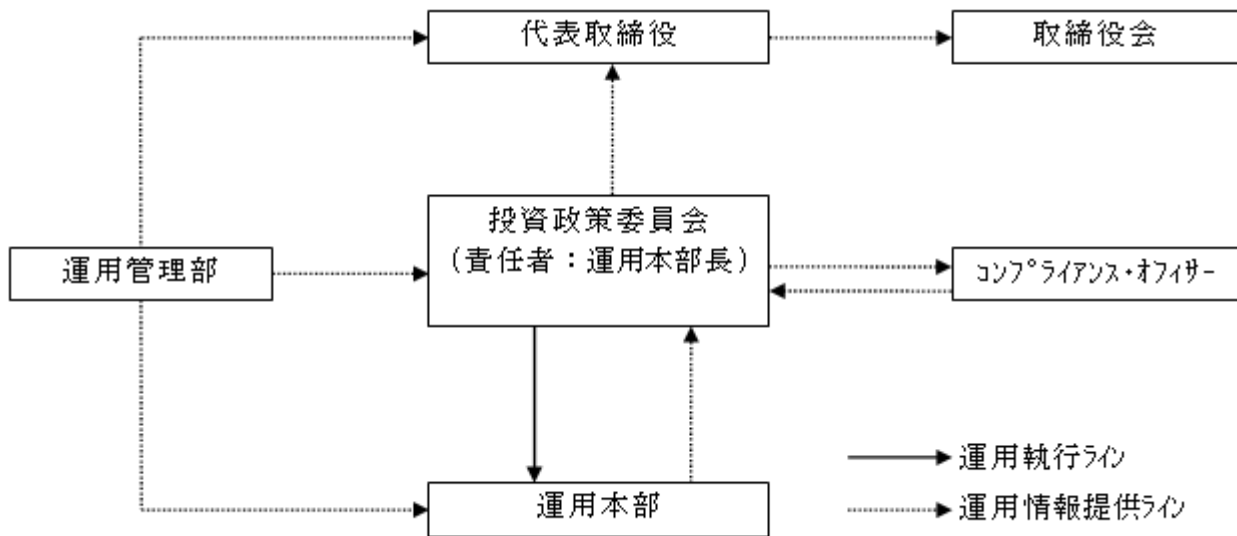 代表取締役
取締役会
投資政策委員会
(責任者：運用本部長)
運用管理部
ｺﾝﾌﾟﾗｲｱﾝｽ･ｵﾌｨｻｰ
運用執行ﾗｲﾝ
運用本部
運用情報提供ﾗｲﾝ